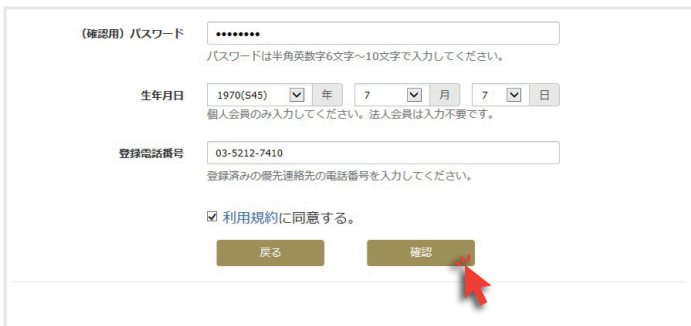 （確認用）パスワード ••••••••
パスワードは半角英数字6文字～10文字で入力してください。
生年月日 1970(S45) 年 7 月 7 日
個人会員のみ入力してください。法人会員は入力不要です。
登録電話番号 03-5212-7410
登録済みの優先連絡先の電話番号を入力してください。
利用規約に同意する。
戻る 確認